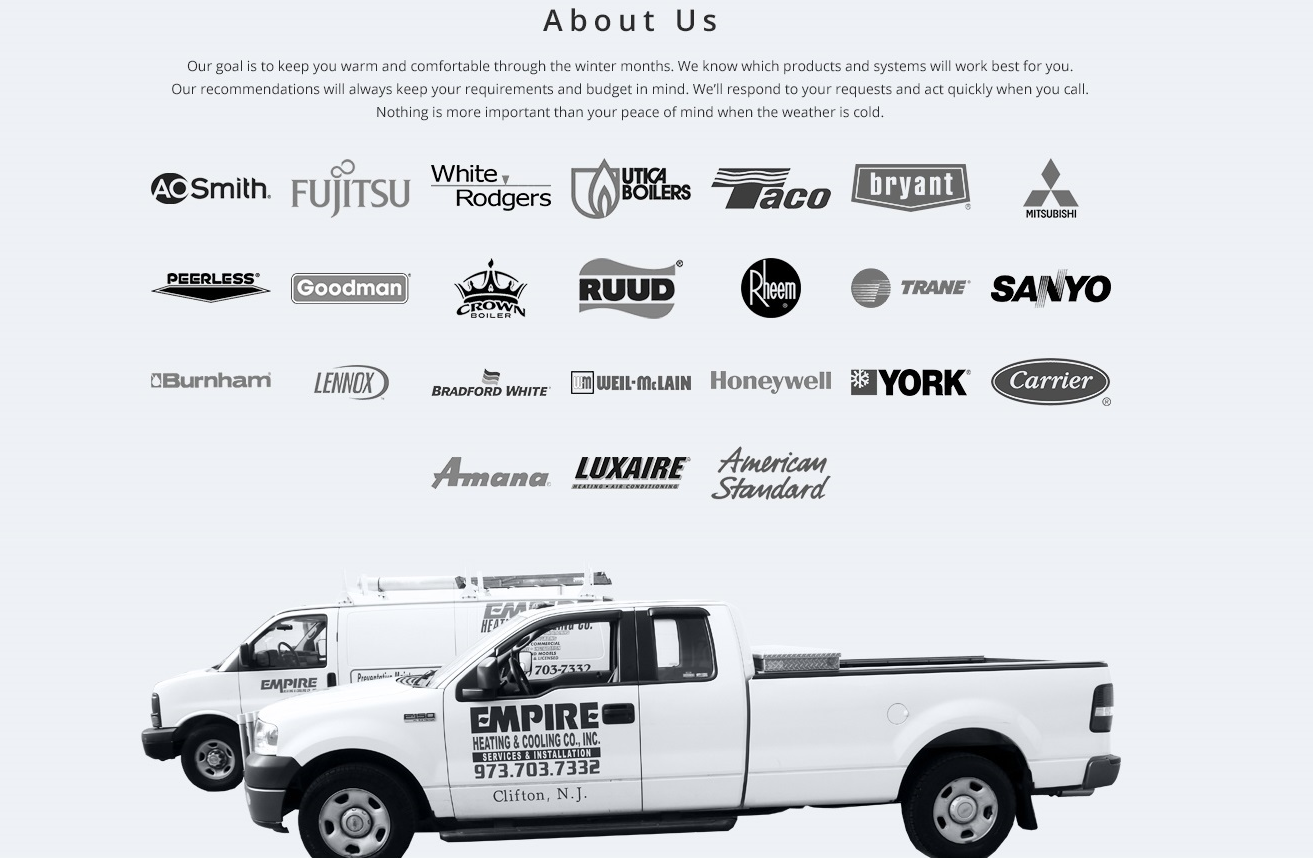 About Us
Our goal is to keep you warm and comfortable through the winter months. We know which products and systems will work best for you.
Our recommendations will always keep your requirements and budget in mind. We'll respond to your requests and act quickly when you call.
Nothing is more important than your peace of mind when the weather is cold.
AO Smith®
FUJITSU
White Rodgers
UTICA BOILERS
Taco
bryant®
MITSUBISHI
PEERLESS®
Goodman®
CROWN BOILER
RUUD®
Rheem®
TRANE®
SANYO
Burnham®
LENNOX
BRADFORD WHITE®
UM WEIL-McLAIN
Honeywell
YORK®
Carrier®
Amana®
LUXAIRE® HEATING • AIR CONDITIONING
American Standard
COMMERCIAL
703-7332
EMPIRE
EMPIRE
HEATING & COOLING CO., INC.
SERVICES & INSTALLATION
973.703.7332
Clifton, N.J.